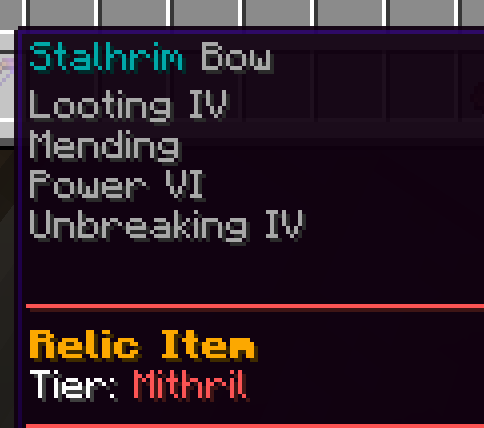 Stalhrim Bow
Looting IV
Mending
Power VI
Unbreaking IV
Relic Item
Tier: Mithril